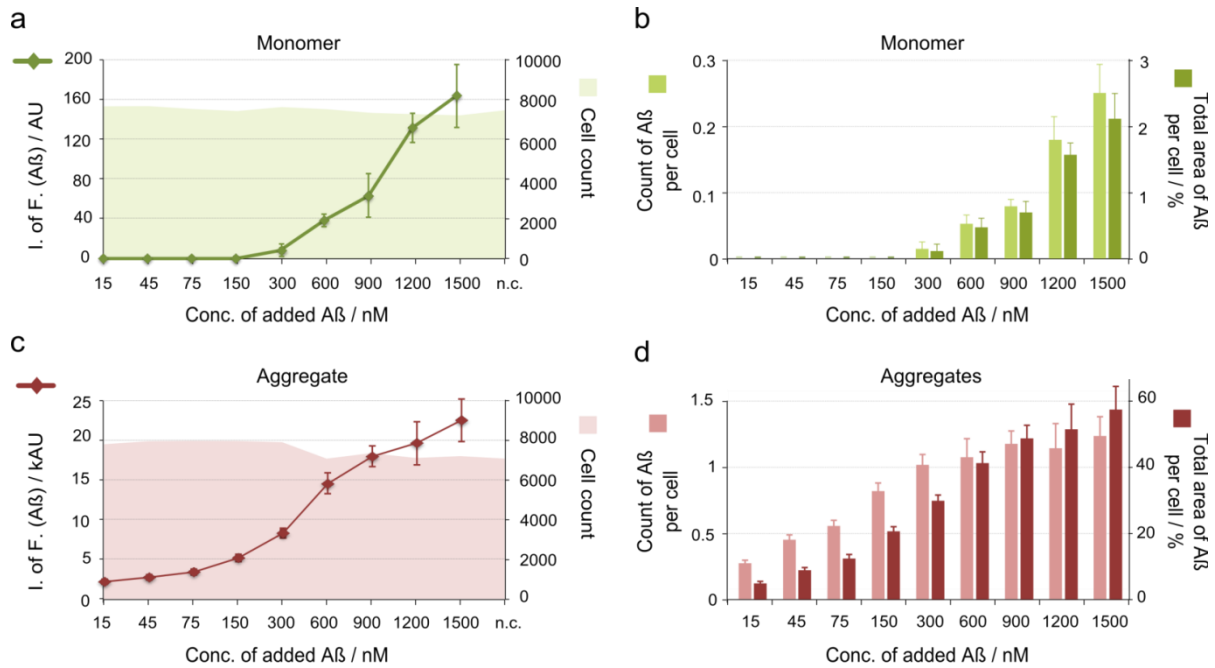 a
Monomer
I. of F. (Aß) / AU
200
160
120
80
40
0
10000
8000
6000
4000
2000
0
Cell count
15 45 75 150 300 600 900 1200 1500 n.c.
Conc. of added Aß / nM
b
Monomer
Count of Aß
per cell
0.3
0.2
0.1
0
3
2
1
0
Total area of Aß
per cell / %
15 45 75 150 300 600 900 1200 1500
Conc. of added Aß / nM
c
Aggregate
I. of F. (Aß) / kAU
25
20
15
10
5
0
10000
8000
6000
4000
2000
0
Cell count
15 45 75 150 300 600 900 1200 1500 n.c.
Conc. of added Aß / nM
d
Aggregates
Count of Aß
per cell
1.5
1
0.5
0
60
40
20
0
Total area of Aß
per cell / %
15 45 75 150 300 600 900 1200 1500
Conc. of added Aß / nM